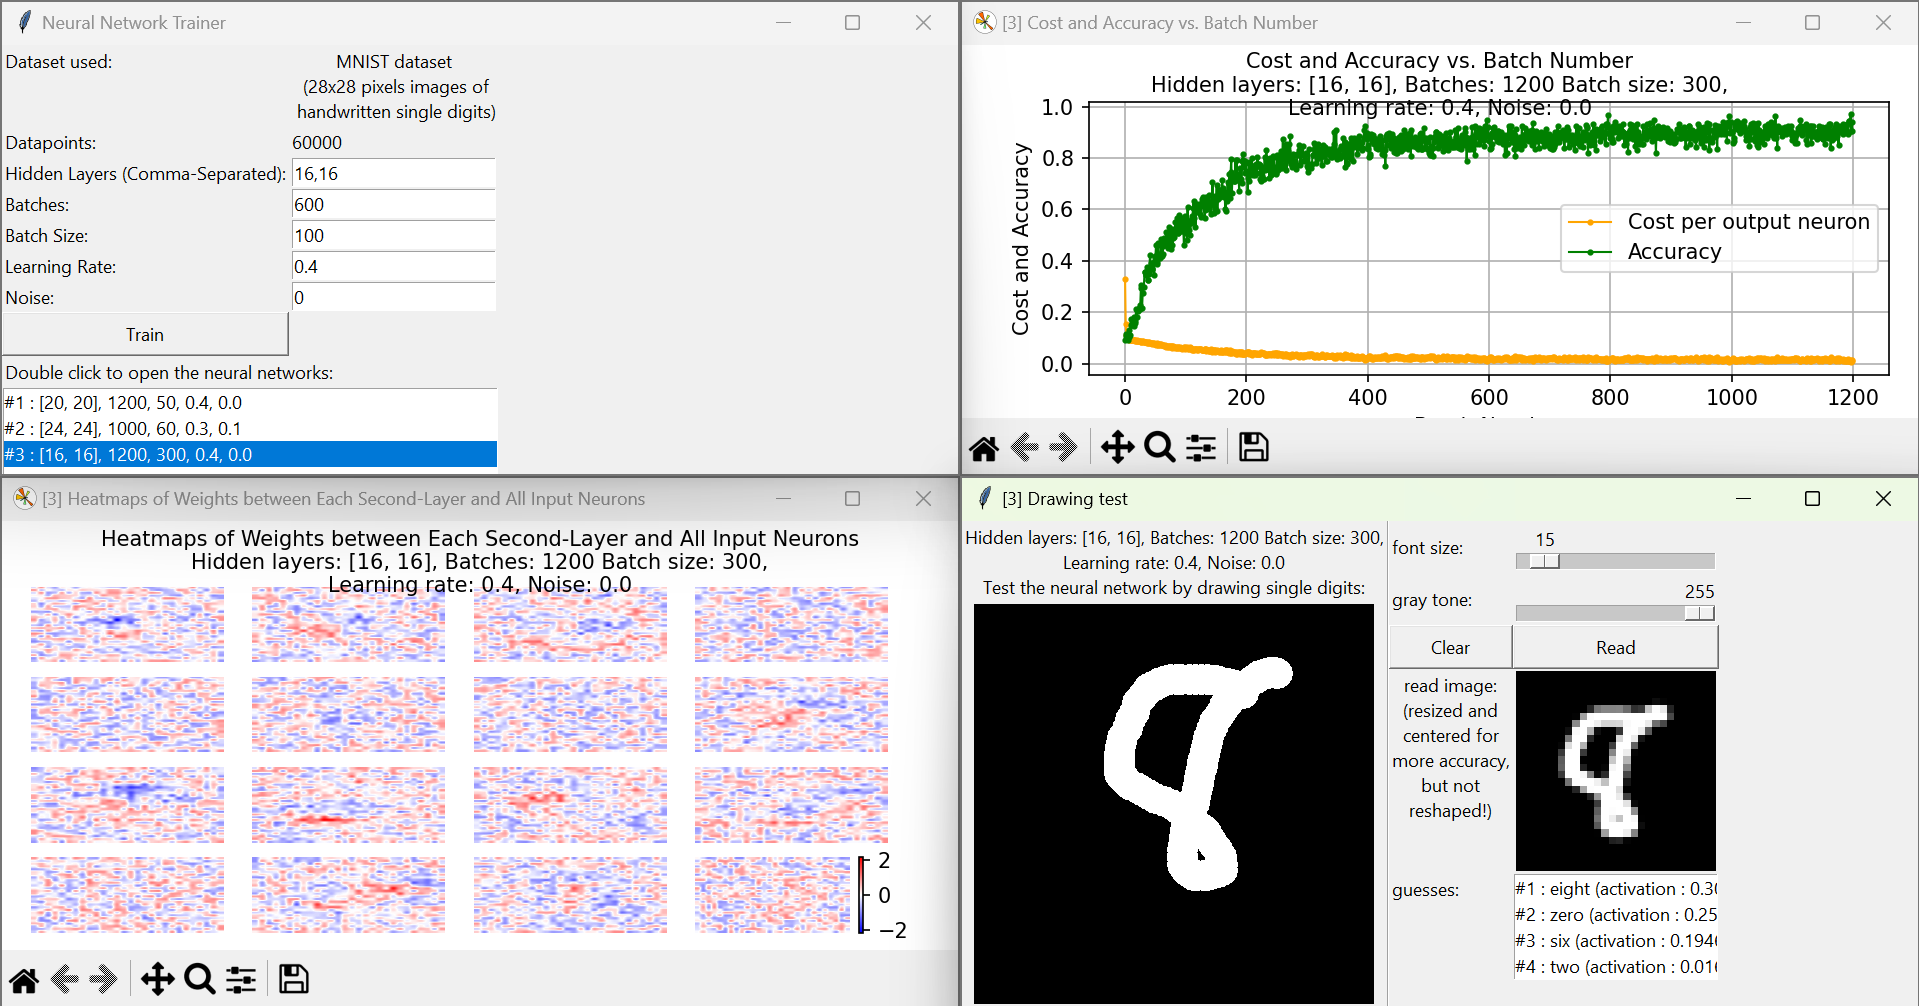 Neural Network Trainer
Dataset used:
MNIST dataset
(28x28 pixels images of
handwritten single digits)
Datapoints:
60000
Hidden Layers (Comma-Separated):
16,16
Batches:
600
Batch Size:
100
Learning Rate:
0.4
Noise:
0
Train
Double click to open the neural networks:
#1 : [20, 20], 1200, 50, 0.4, 0.0
#2 : [24, 24], 1000, 60, 0.3, 0.1
#3 : [16, 16], 1200, 300, 0.4, 0.0
[3] Cost and Accuracy vs. Batch Number
Cost and Accuracy vs. Batch Number
Hidden layers: [16, 16], Batches: 1200 Batch size: 300,
Learning rate: 0.4, Noise: 0.0
Cost and Accuracy
1.0
0.8
0.6
0.4
0.2
0.0
0 200 400 600 800 1000 1200
Cost per output neuron
Accuracy
[3] Heatmaps of Weights between Each Second-Layer and All Input Neurons
Heatmaps of Weights between Each Second-Layer and All Input Neurons
Hidden layers: [16, 16], Batches: 1200 Batch size: 300,
Learning rate: 0.4, Noise: 0.0
2
0
−2
[3] Drawing test
Hidden layers: [16, 16], Batches: 1200 Batch size: 300,
Learning rate: 0.4, Noise: 0.0
Test the neural network by drawing single digits:
font size:
15
gray tone:
255
Clear
Read
read image:
(resized and
centered for
more accuracy,
but not
reshaped!)
guesses:
#1 : eight (activation : 0.30
#2 : zero (activation : 0.25
#3 : six (activation : 0.194
#4 : two (activation : 0.01